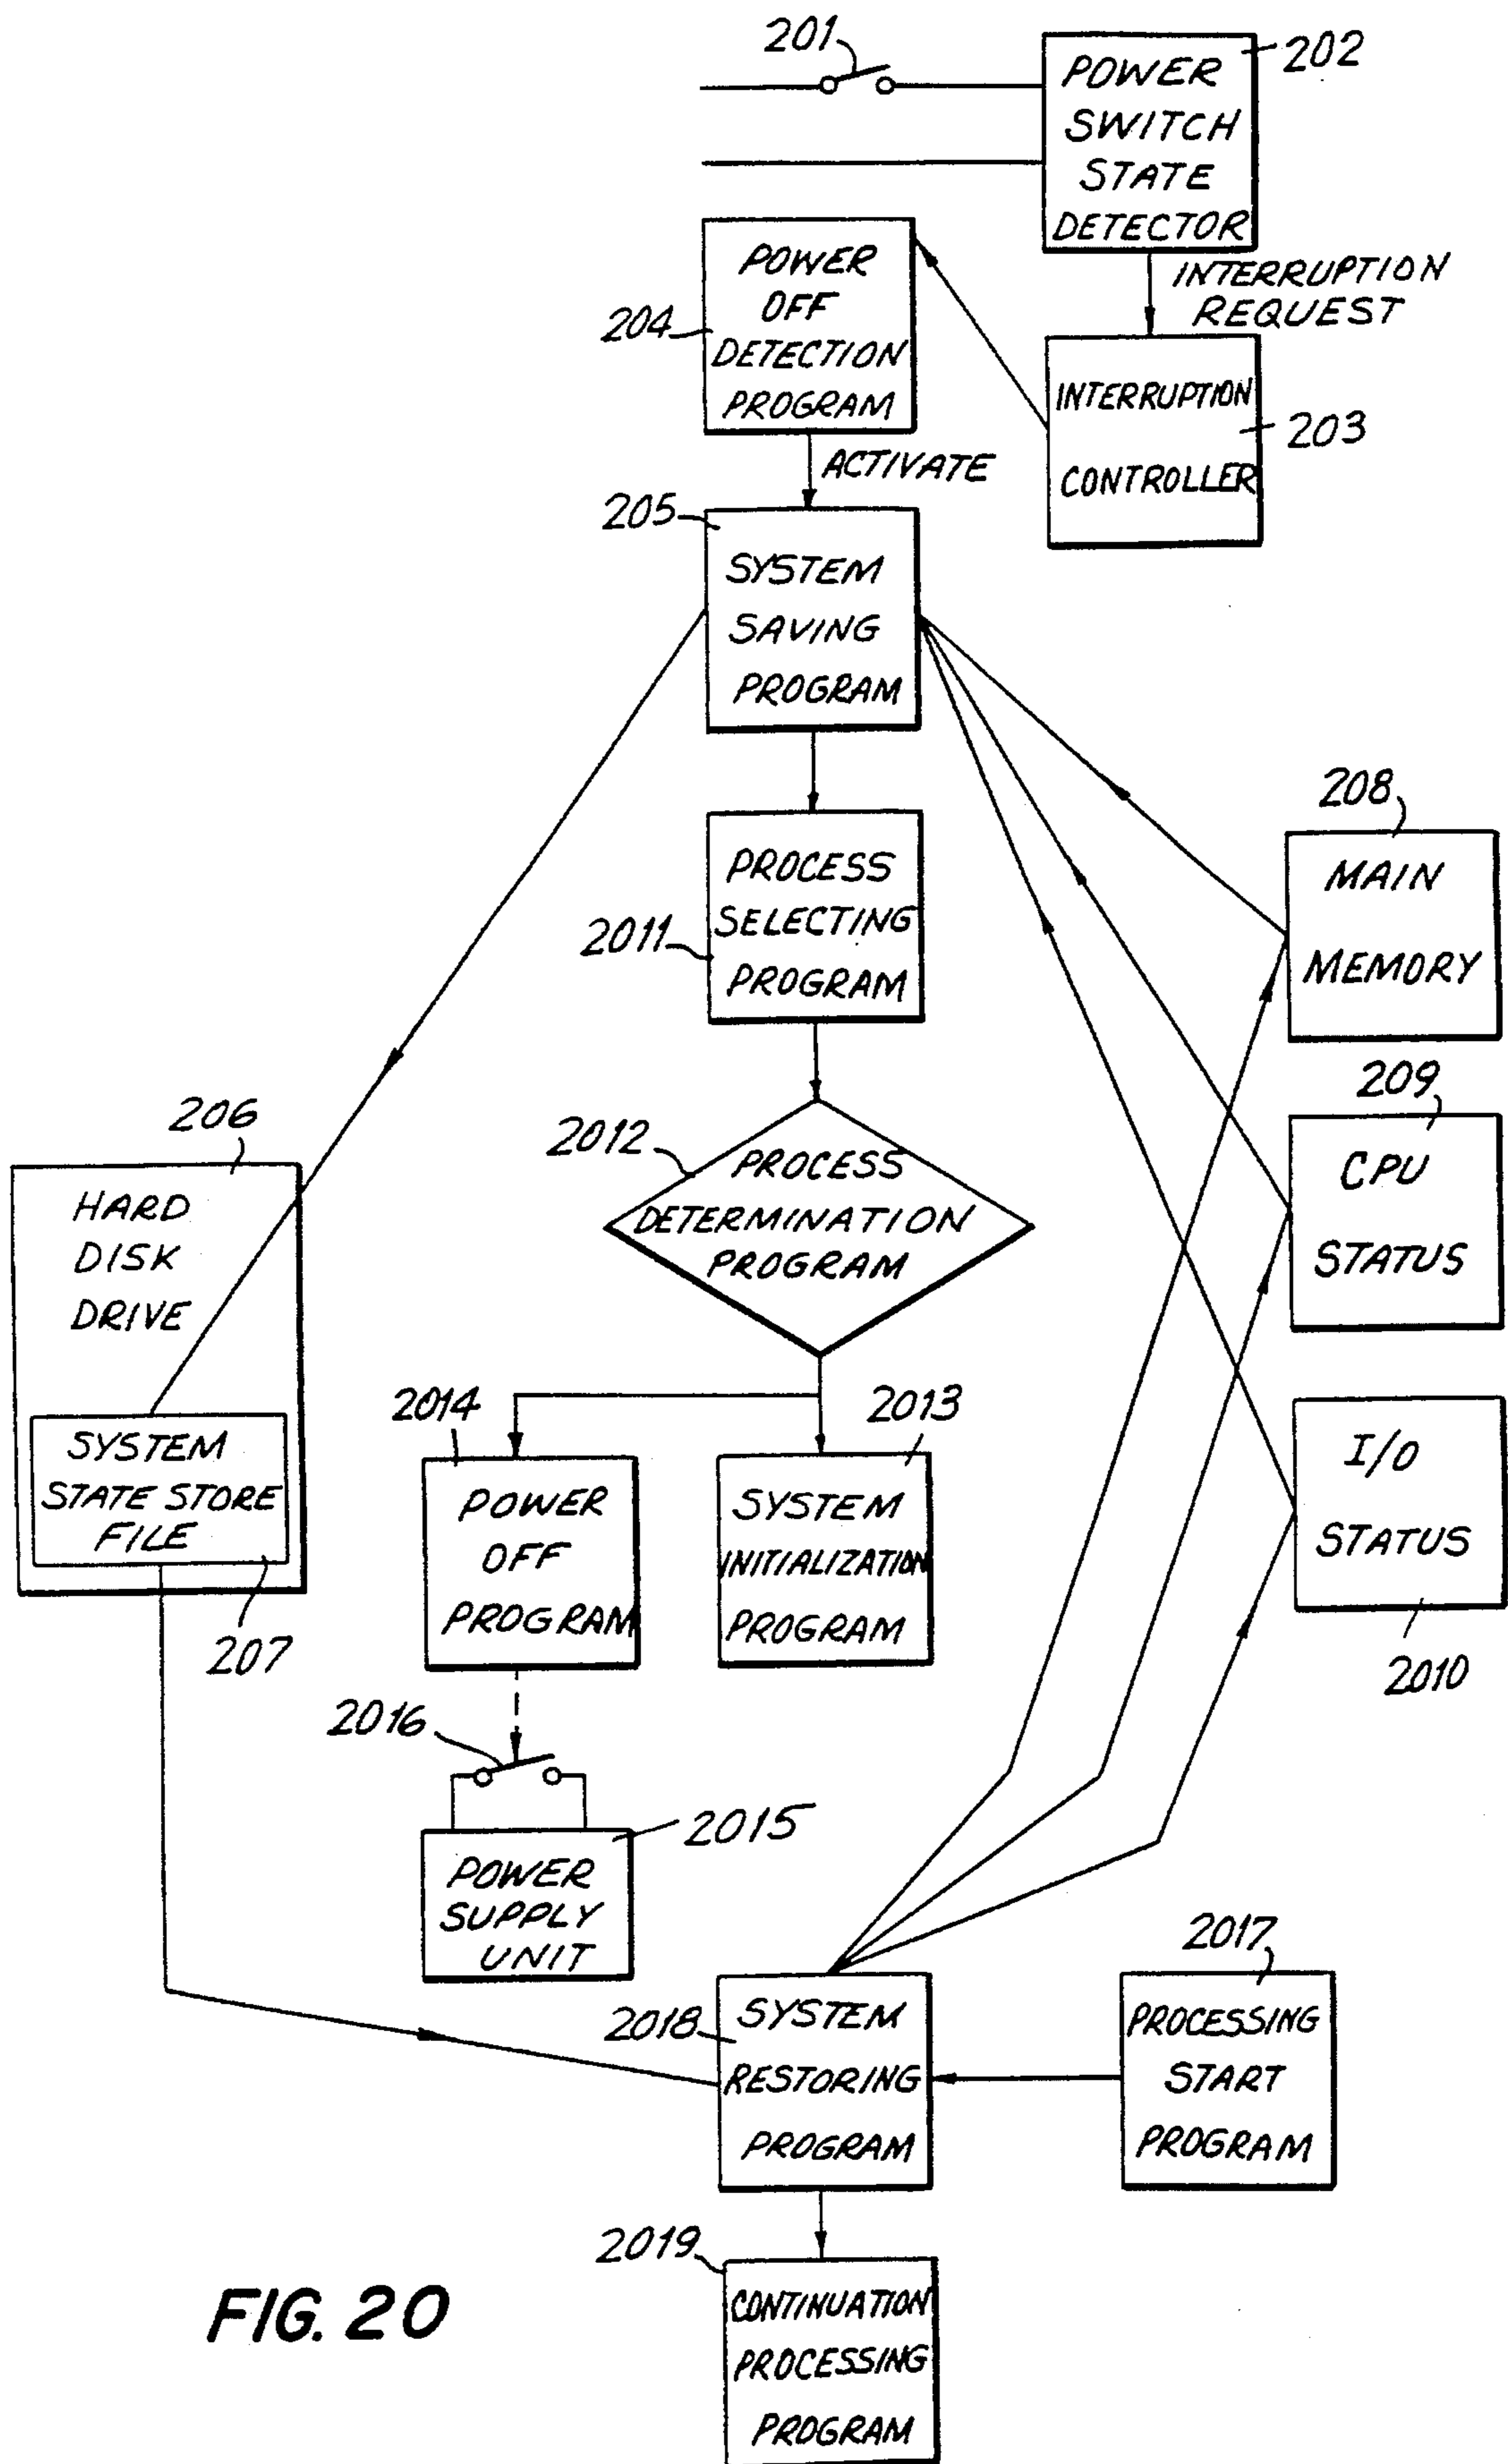 201
202
POWER
SWITCH
STATE
DETECTOR
INTERRUPTION
REQUEST
204
POWER
OFF
DETECTION
PROGRAM
INTERRUPTION
CONTROLLER
203
ACTIVATE
205
SYSTEM
SAVING
PROGRAM
208
MAIN
MEMORY
2011
PROCESS
SELECTING
PROGRAM
209
CPU
STATUS
206
HARD
DISK
DRIVE
2012
PROCESS
DETERMINATION
PROGRAM
SYSTEM
STATE STORE
FILE
207
2014
POWER
OFF
PROGRAM
2013
SYSTEM
INITIALIZATION
PROGRAM
I/O
STATUS
2010
2016
2015
POWER
SUPPLY
UNIT
2018
SYSTEM
RESTORING
PROGRAM
2017
PROCESSING
START
PROGRAM
2019
CONTINUATION
PROCESSING
PROGRAM
FIG. 20